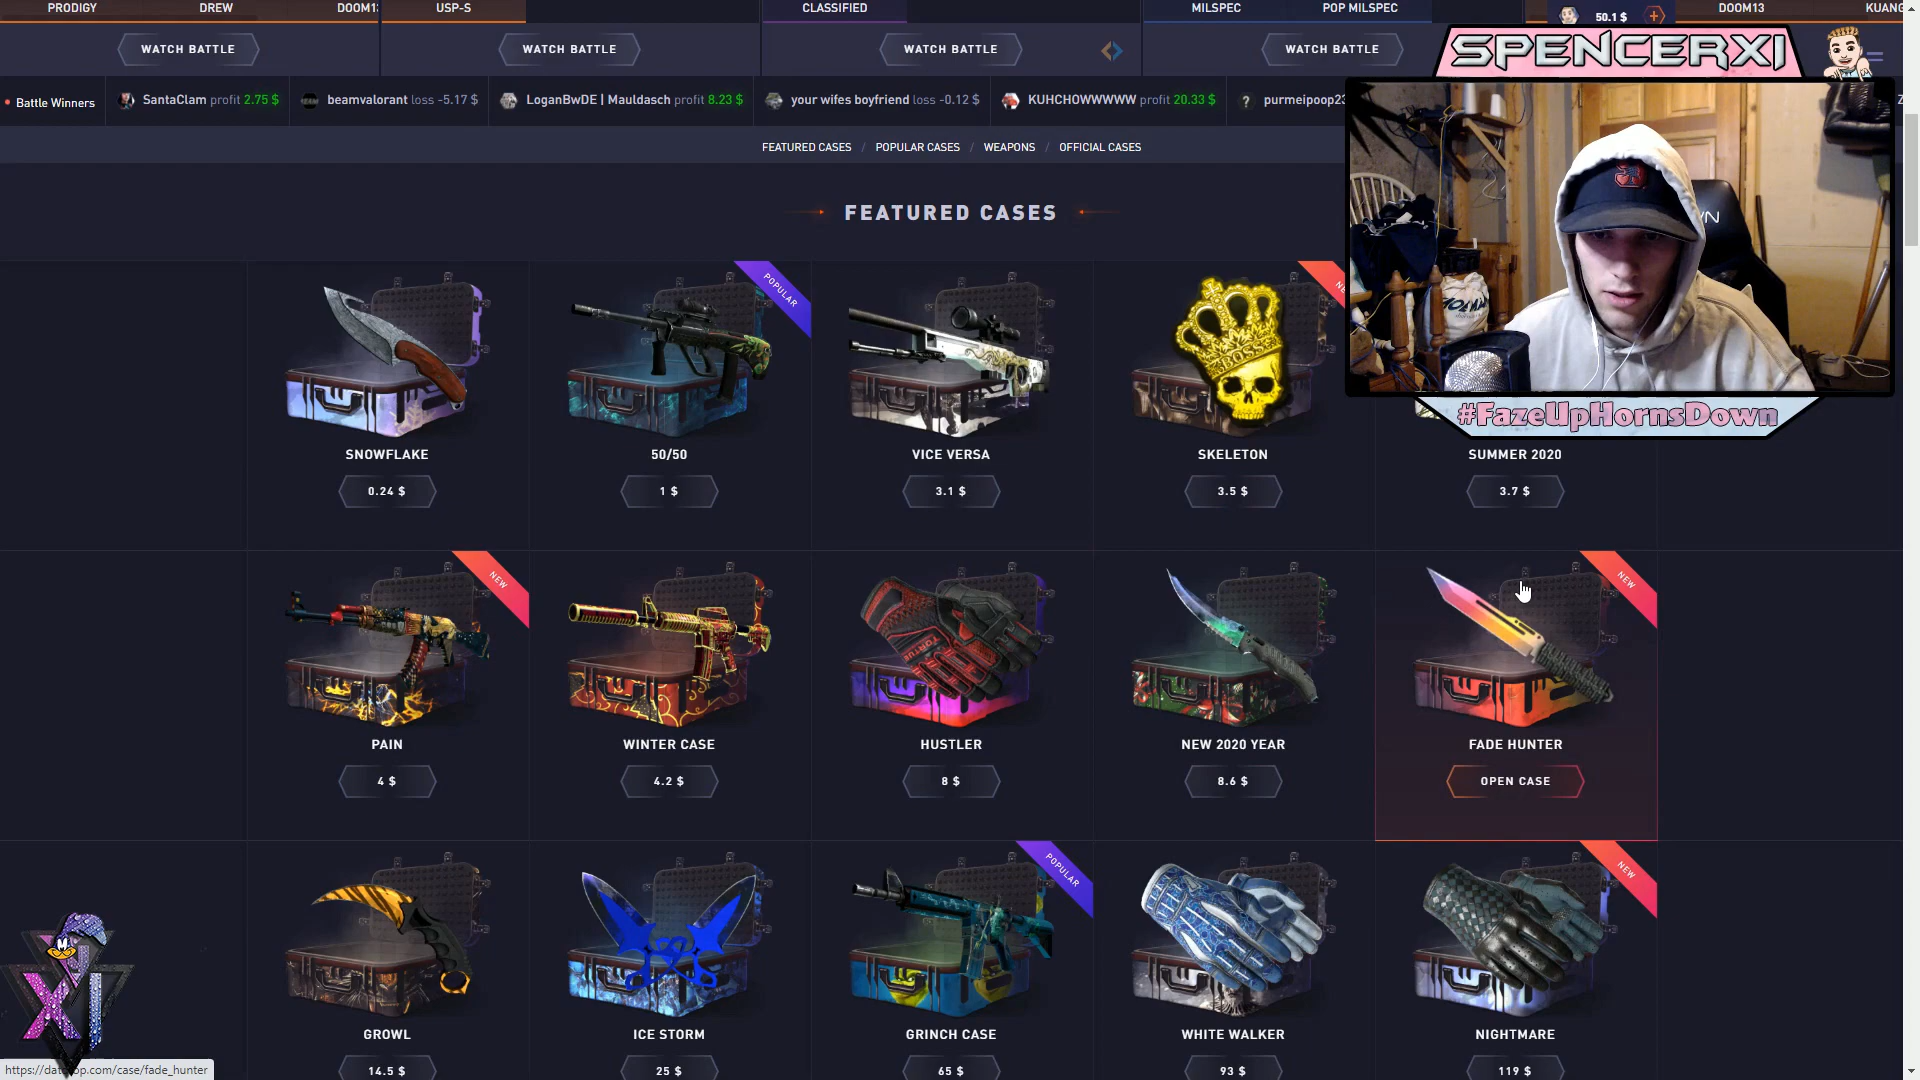 PRODIGY DREW DOOM1 USP-S CLASSIFIED MILSPEC POP MILSPEC 50.1 $ DOOM13 KUANG
WATCH BATTLE WATCH BATTLE WATCH BATTLE WATCH BATTLE
SPENCERXI
Battle Winners SantaClam profit 2.75 $ beamvalorant loss -5.17 $ LoganBwDE | Mauldasch profit 8.23 $ your wifes boyfriend loss -0.12 $ KUHCHOWWWWW profit 20.33 $ ? purmeipoop23
FEATURED CASES / POPULAR CASES / WEAPONS / OFFICIAL CASES
FEATURED CASES
POPULAR
BOSS
#FazeUpHornsDown
SNOWFLAKE 50/50 VICE VERSA SKELETON SUMMER 2020
0.24 $ 1 $ 3.1 $ 3.5 $ 3.7 $
NEW NEW
PAIN WINTER CASE HUSTLER NEW 2020 YEAR FADE HUNTER
4 $ 4.2 $ 8 $ 8.6 $ OPEN CASE
POPULAR NEW
XI
GROWL ICE STORM GRINCH CASE WHITE WALKER NIGHTMARE
14.5 $ 25 $ 65 $ 93 $ 119 $